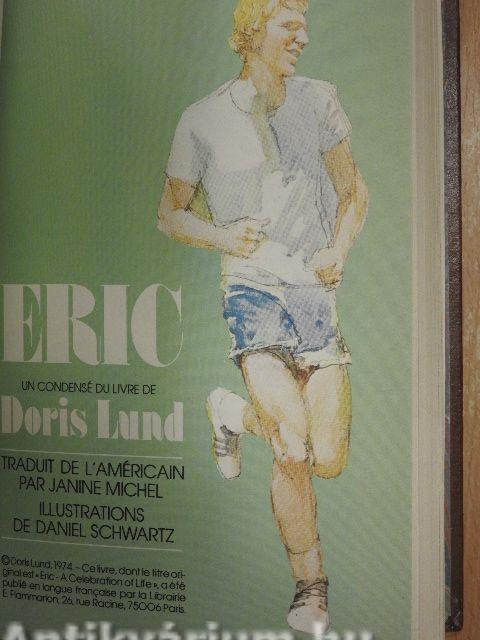 ERIC
UN CONDENSÉ DU LIVRE DE
Doris Lund
TRADUIT DE L'AMÉRICAIN
PAR JANINE MICHEL
ILLUSTRATIONS
DE DANIEL SCHWARTZ
© Doris Lund, 1974. – Ce livre, dont le titre ori-
ginal est « Eric - A Celebration of Life », a été
publié en langue française par la Librairie
E. Flammarion, 26, rue Racine, 75006 Paris.
Antikvárium.hu